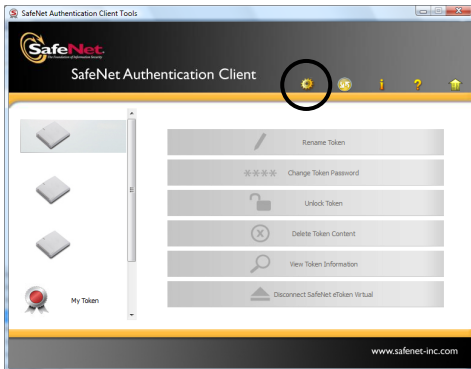 SafeNet Authentication Client Tools
SafeNet.
SafeNet Authentication Client
Rename Token
**** Change Token Password
Unlock Token
Delete Token Content
View Token Information
Disconnect SafeNet eToken Virtual
My Token
www.safenet-inc.com